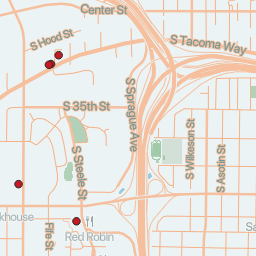 Center St
S Hood St
S Tacoma Way
S 35th St
S Sprague Ave
S Wilkeson St
S Asotin St
S Steele St
khouse
Fife St
Red Robin
Sa